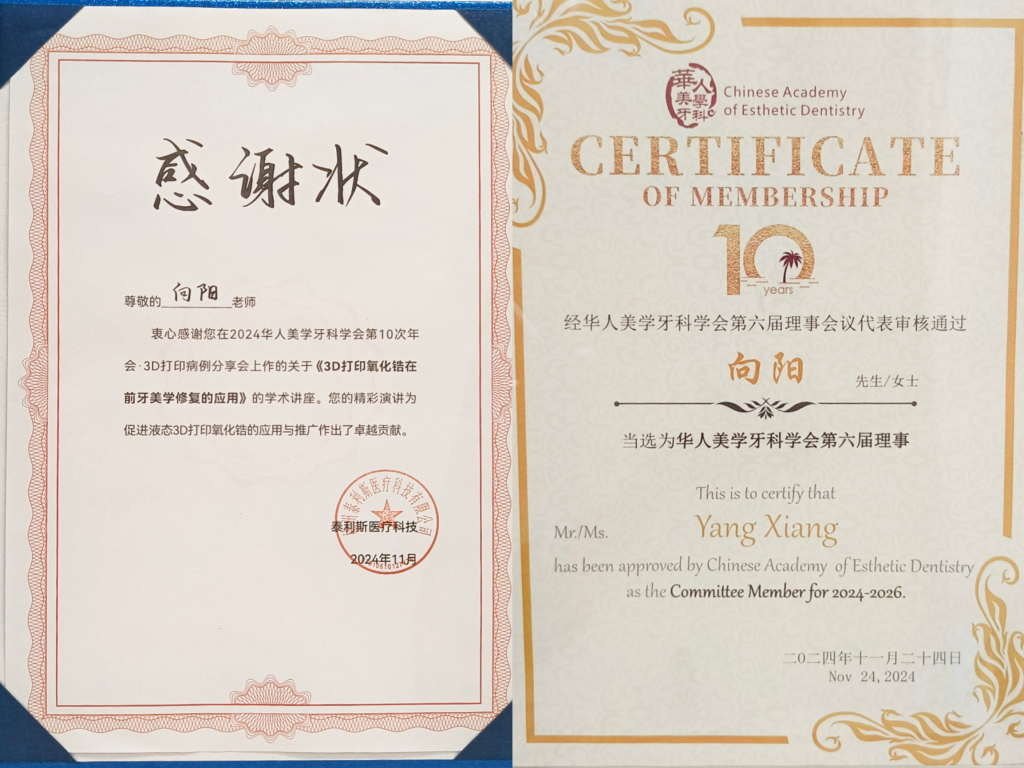 感谢状
尊敬的 向阳 老师
衷心感谢您在2024华人美学牙科学会第10次年
会·3D打印病例分享会上作的关于《3D打印氧化锆在
前牙美学修复的应用》的学术讲座。您的精彩演讲为
促进液态3D打印氧化锆的应用与推广作出了卓越贡献。
泰利斯医疗科技
2024年11月
泰利斯医疗科技有限公司
華人美學牙科
Chinese Academy
of Esthetic Dentistry
CERTIFICATE
OF MEMBERSHIP
10
years
经华人美学牙科学会第六届理事会议代表审核通过
向阳 先生/女士
当选为华人美学牙科学会第六届理事
This is to certify that
Mr./Ms. Yang Xiang
has been approved by Chinese Academy of Esthetic Dentistry
as the Committee Member for 2024-2026.
二〇二四年十一月二十四日
Nov 24,2024